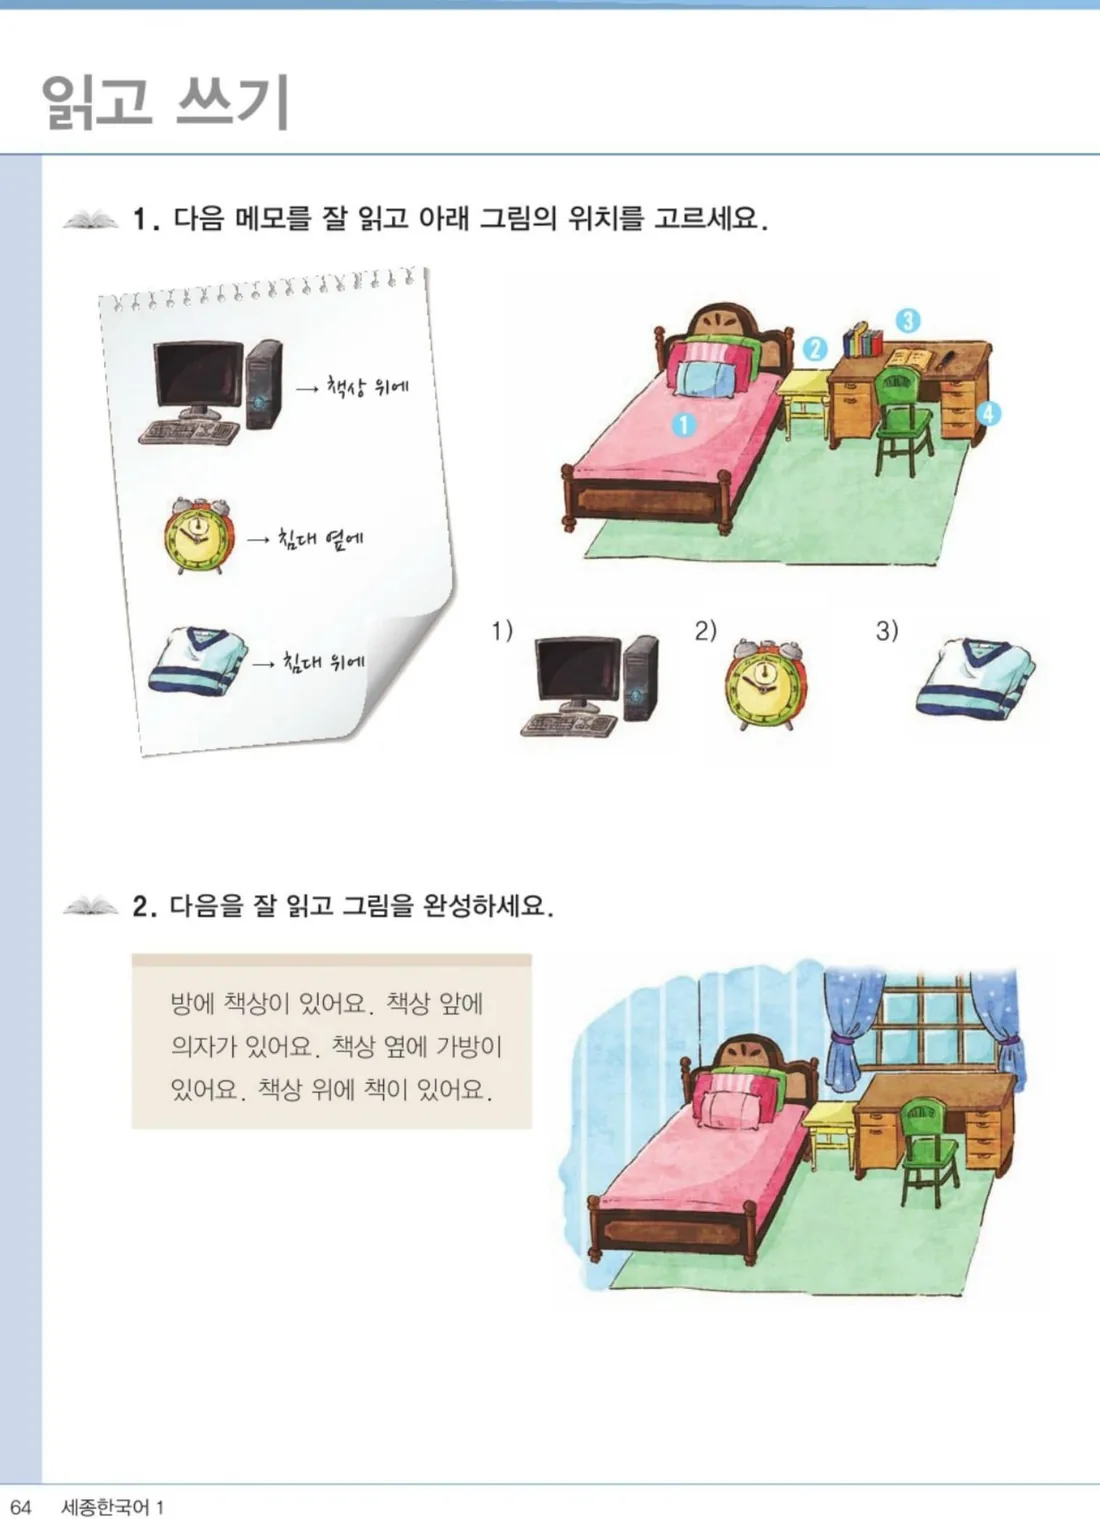 읽고 쓰기
1. 다음 메모를 잘 읽고 아래 그림의 위치를 고르세요.
→ 책상 위에
→ 침대 옆에
→ 침대 위에
1
2
3
4
1)
2)
3)
2. 다음을 잘 읽고 그림을 완성하세요.
방에 책상이 있어요. 책상 앞에
의자가 있어요. 책상 옆에 가방이
있어요. 책상 위에 책이 있어요.
64 세종한국어 1